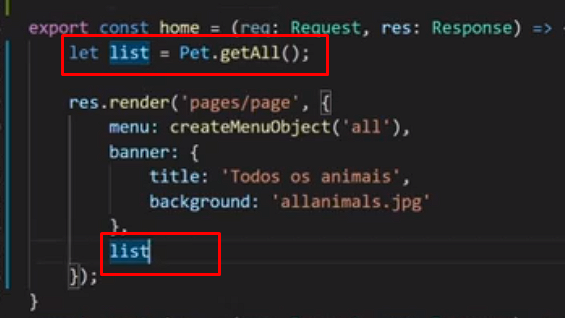 export const home = (req: Request, res: Response) => {
let list = Pet.getAll();
res.render('pages/page', {
menu: createMenuObject('all'),
banner: {
title: 'Todos os animais',
background: 'allanimals.jpg'
},
list
});
}